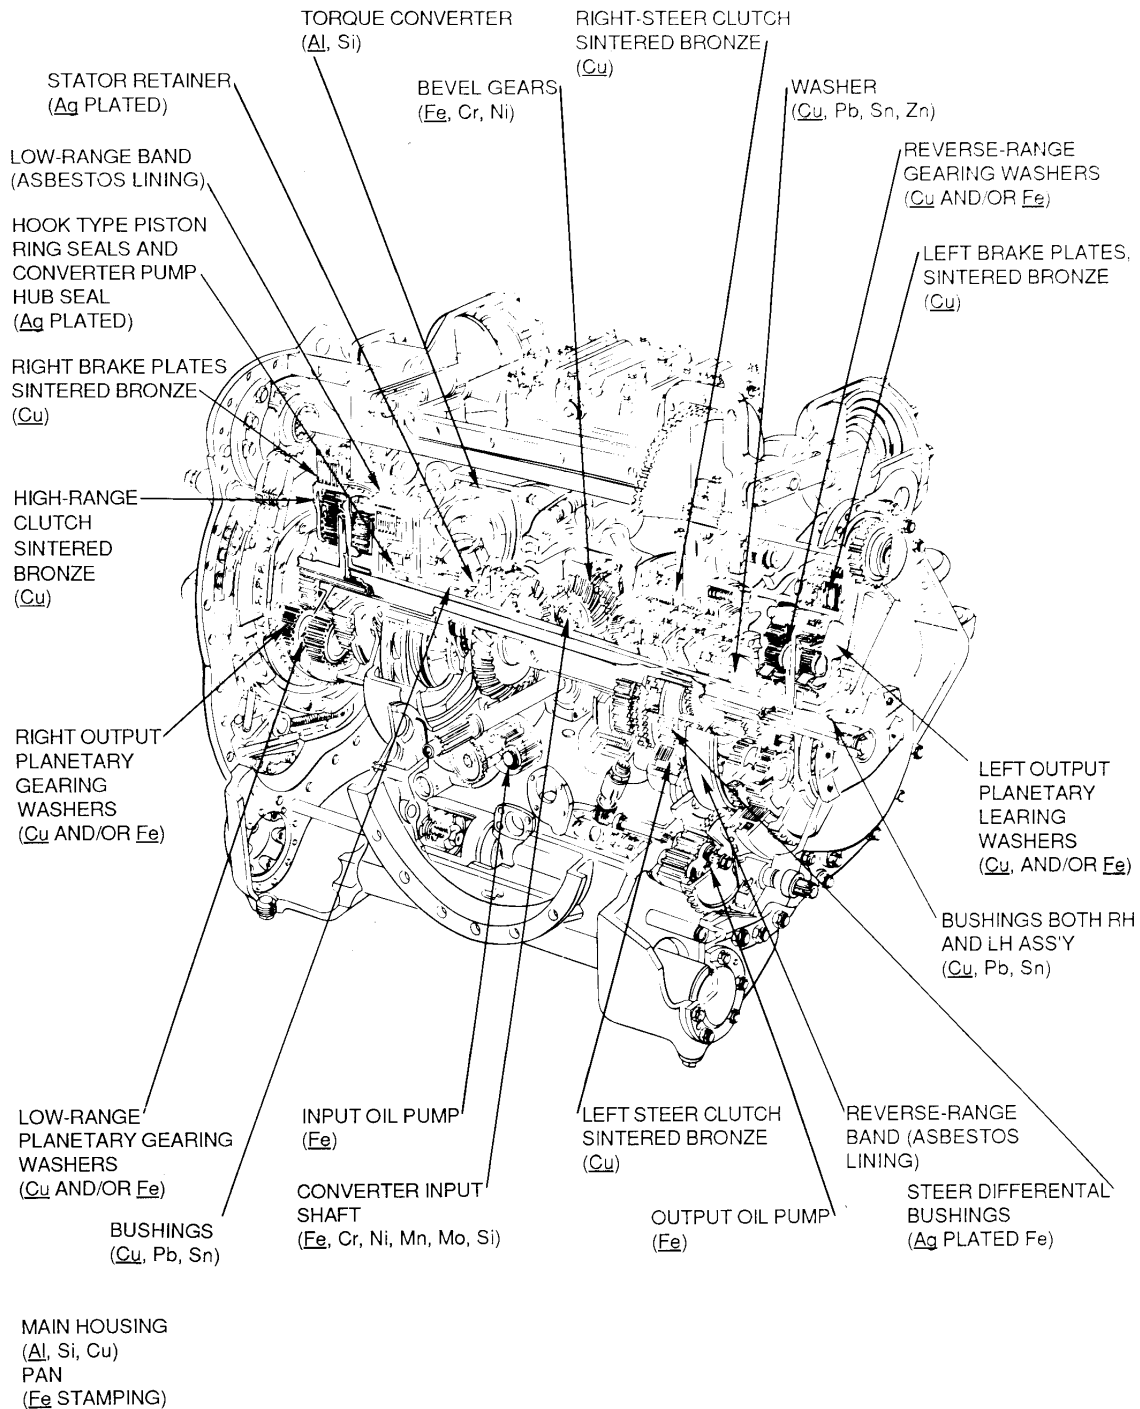 TORQUE CONVERTER
(Al, Si)
RIGHT-STEER CLUTCH
SINTERED BRONZE
(Cu)
STATOR RETAINER
(Ag PLATED)
BEVEL GEARS
(Fe, Cr, Ni)
WASHER
(Cu, Pb, Sn, Zn)
LOW-RANGE BAND
(ASBESTOS LINING)
REVERSE-RANGE
GEARING WASHERS
(Cu AND/OR Fe)
HOOK TYPE PISTON
RING SEALS AND
CONVERTER PUMP
HUB SEAL
(Ag PLATED)
LEFT BRAKE PLATES,
SINTERED BRONZE
(Cu)
RIGHT BRAKE PLATES
SINTERED BRONZE
(Cu)
HIGH-RANGE
CLUTCH
SINTERED
BRONZE
(Cu)
RIGHT OUTPUT
PLANETARY
GEARING
WASHERS
(Cu AND/OR Fe)
LEFT OUTPUT
PLANETARY
LEARING
WASHERS
(Cu, AND/OR Fe)
BUSHINGS BOTH RH
AND LH ASS'Y
(Cu, Pb, Sn)
LOW-RANGE
PLANETARY GEARING
WASHERS
(Cu AND/OR Fe)
INPUT OIL PUMP
(Fe)
LEFT STEER CLUTCH
SINTERED BRONZE
(Cu)
REVERSE-RANGE
BAND (ASBESTOS
LINING)
BUSHINGS
(Cu, Pb, Sn)
CONVERTER INPUT
SHAFT
(Fe, Cr, Ni, Mn, Mo, Si)
OUTPUT OIL PUMP
(Fe)
STEER DIFFERENTAL
BUSHINGS
(Ag PLATED Fe)
MAIN HOUSING
(Al, Si, Cu)
PAN
(Fe STAMPING)